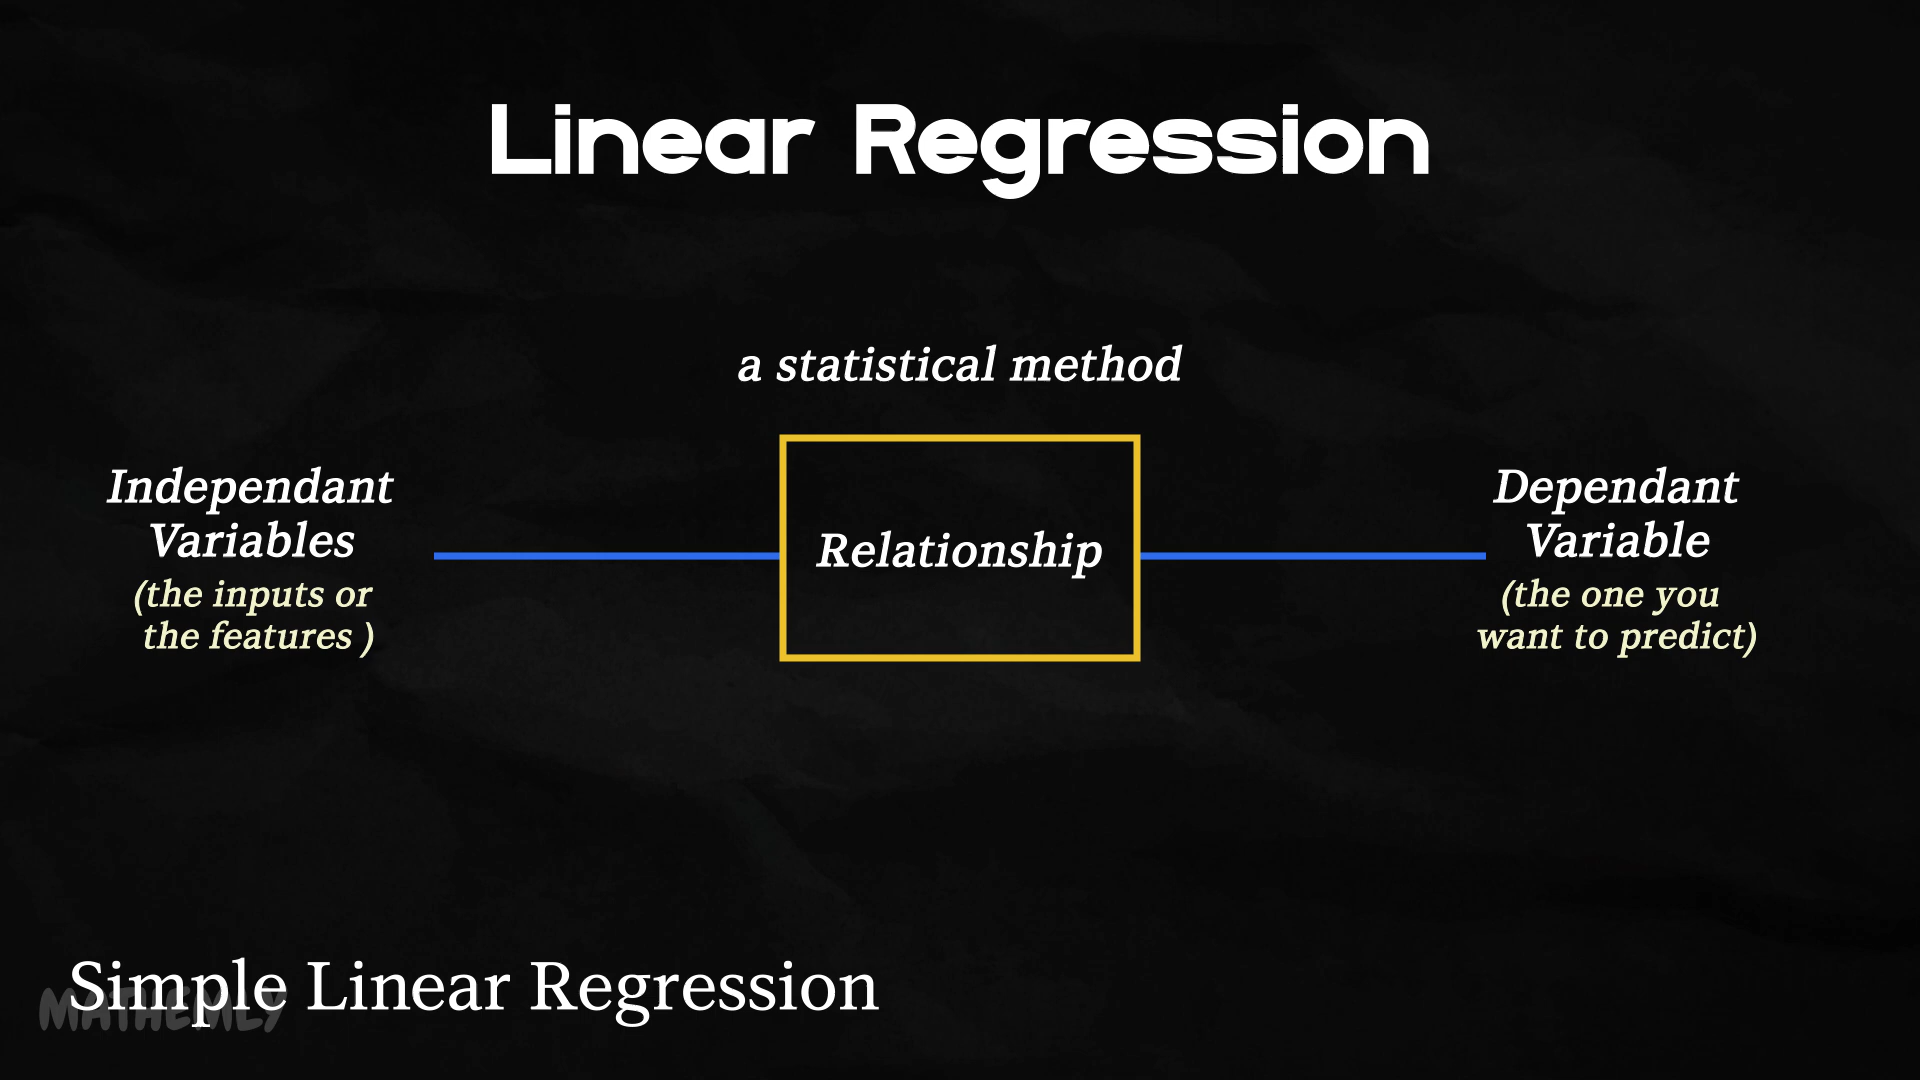 Linear Regression
a statistical method
Independant
Variables
(the inputs or
the features )
Relationship
Dependant
Variable
(the one you
want to predict)
Simple Linear Regression
MATHEMLY